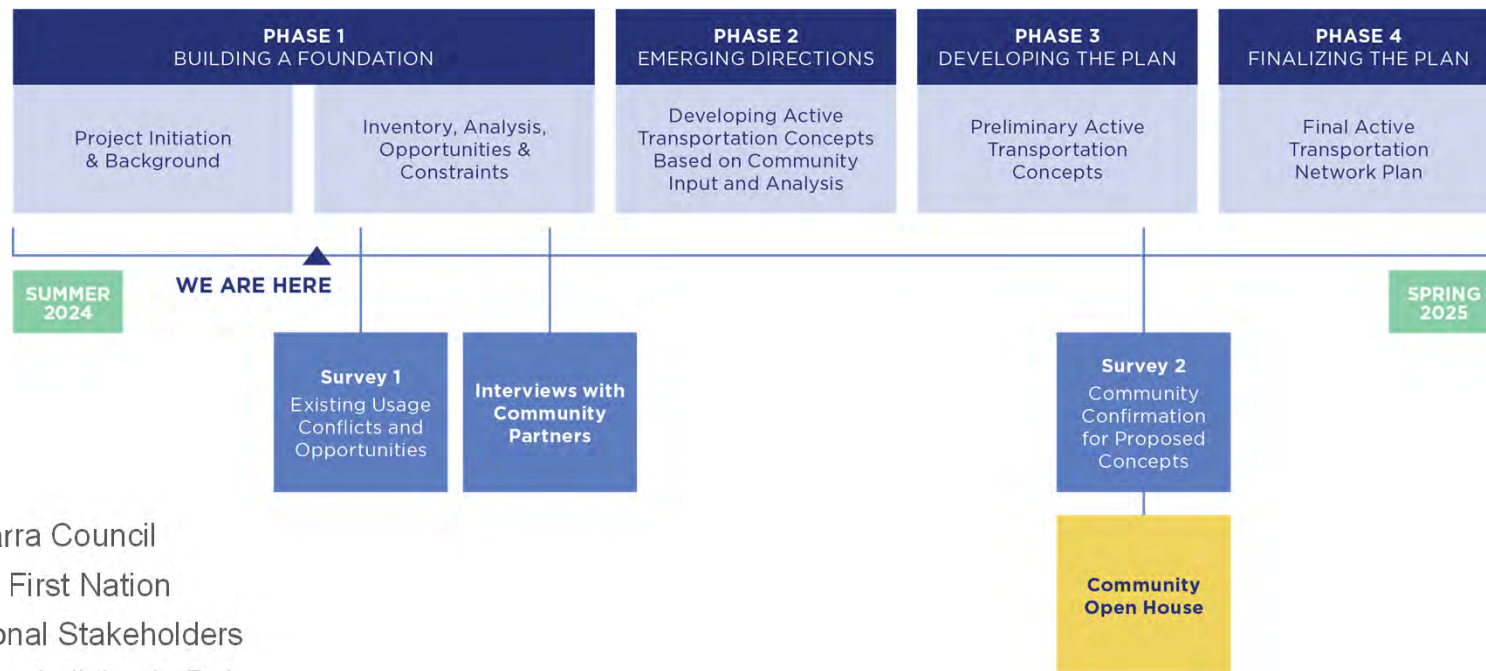 PHASE 1
BUILDING A FOUNDATION
PHASE 2
EMERGING DIRECTIONS
PHASE 3
DEVELOPING THE PLAN
PHASE 4
FINALIZING THE PLAN
Project Initiation
& Background
Inventory, Analysis,
Opportunities &
Constraints
Developing Active
Transportation Concepts
Based on Community
Input and Analysis
Preliminary Active
Transportation
Concepts
Final Active
Transportation
Network Plan
SUMMER
2024
WE ARE HERE
SPRING
2025
Survey 1
Existing Usage
Conflicts and
Opportunities
Interviews with
Community
Partners
Survey 2
Community
Confirmation
for Proposed
Concepts
Community
Open House
arra Council
First Nation
onal Stakeholders